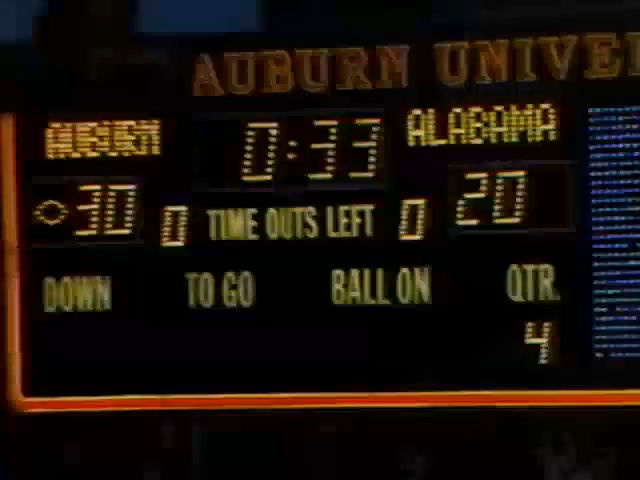 AUBURN UNIVE
AUBURN 0:33 ALABAMA
30 0 TIME OUTS LEFT 0 20
DOWN TO GO BALL ON QTR.
4